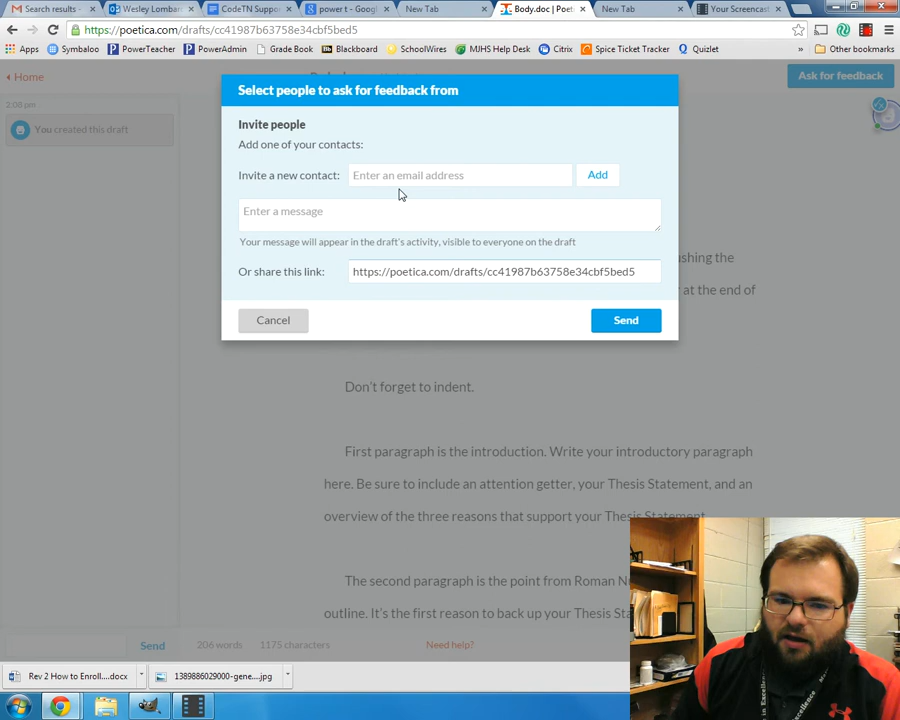 Search results -
Wesley Lombar
CodeTN Suppo
power t - Goog
New Tab
Body.doc | Poet
New Tab
Your Screencast
https://poetica.com/drafts/cc41987b63758e34cbf5bed5
Apps
Symbaloo
PowerTeacher
PowerAdmin
Grade Book
Blackboard
SchoolWires
MJHS Help Desk
Citrix
Spice Ticket Tracker
Quizlet
»
Other bookmarks
Home
Ask for feedback
2:08 pm
You created this draft
Select people to ask for feedback from
Invite people
Add one of your contacts:
Invite a new contact:
Enter an email address
Add
Enter a message
Your message will appear in the draft's activity, visible to everyone on the draft
Or share this link:
https://poetica.com/drafts/cc41987b63758e34cbf5bed5
Cancel
Send
ushing the
r at the end of
Don't forget to indent.
First paragraph is the introduction. Write your introductory paragraph
here. Be sure to include an attention getter, your Thesis Statement, and an
overview of the three reasons that support your Thesis Statement.
The second paragraph is the point from Roman Nu
outline. It's the first reason to back up your Thesis Sta
Send
206 words
1175 characters
Need help?
Rev 2 How to Enroll....docx
1389886029000-gene....jpg